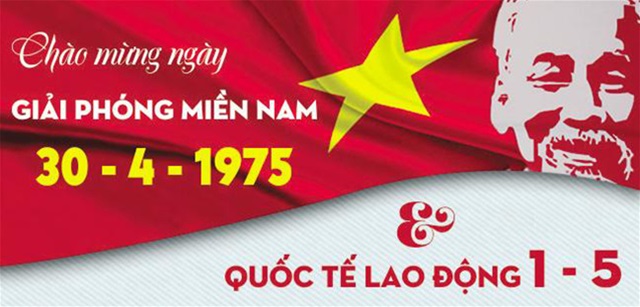 Chào mừng ngày
GIẢI PHÓNG MIỀN NAM
30 - 4 - 1975
&
QUỐC TẾ LAO ĐỘNG 1 - 5